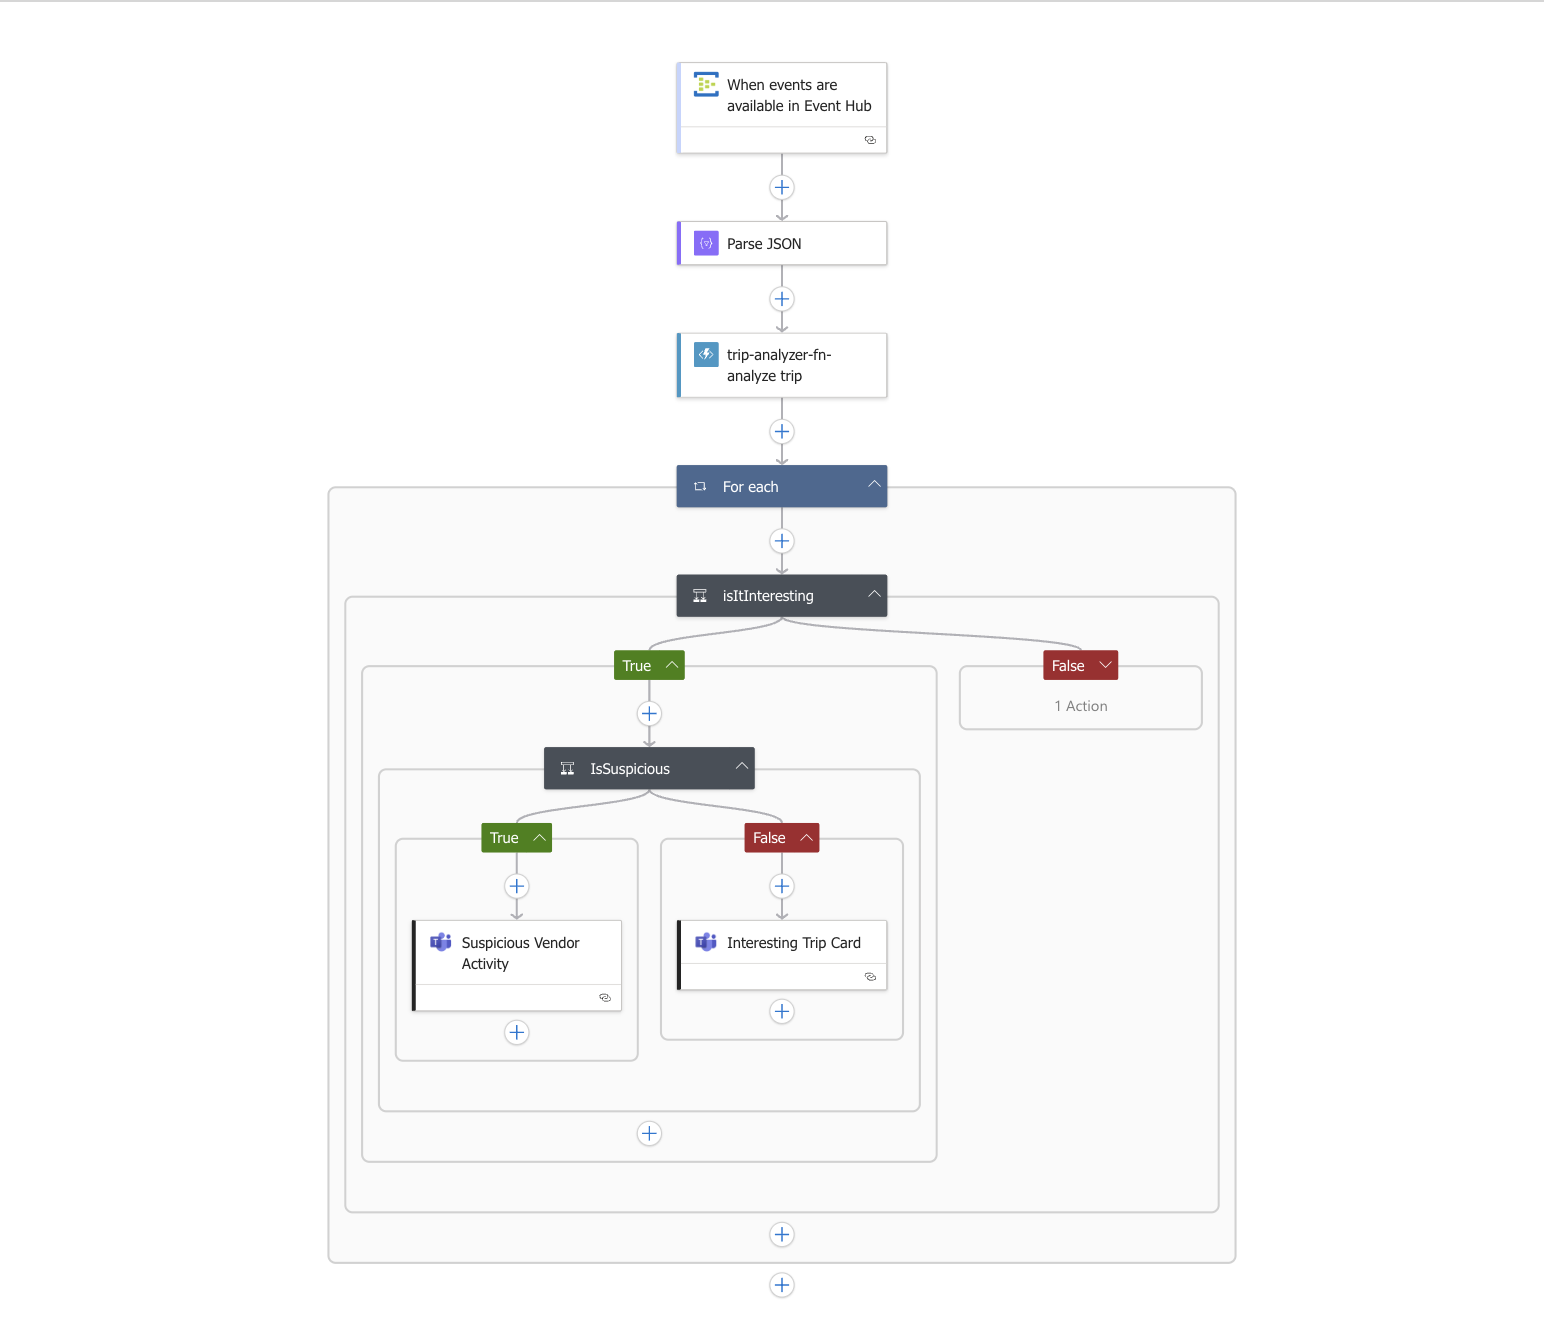 When events are
available in Event Hub
Parse JSON
trip-analyzer-fn-
analyze trip
For each
isItInteresting
True
False
1 Action
IsSuspicious
True
False
Suspicious Vendor
Activity
Interesting Trip Card